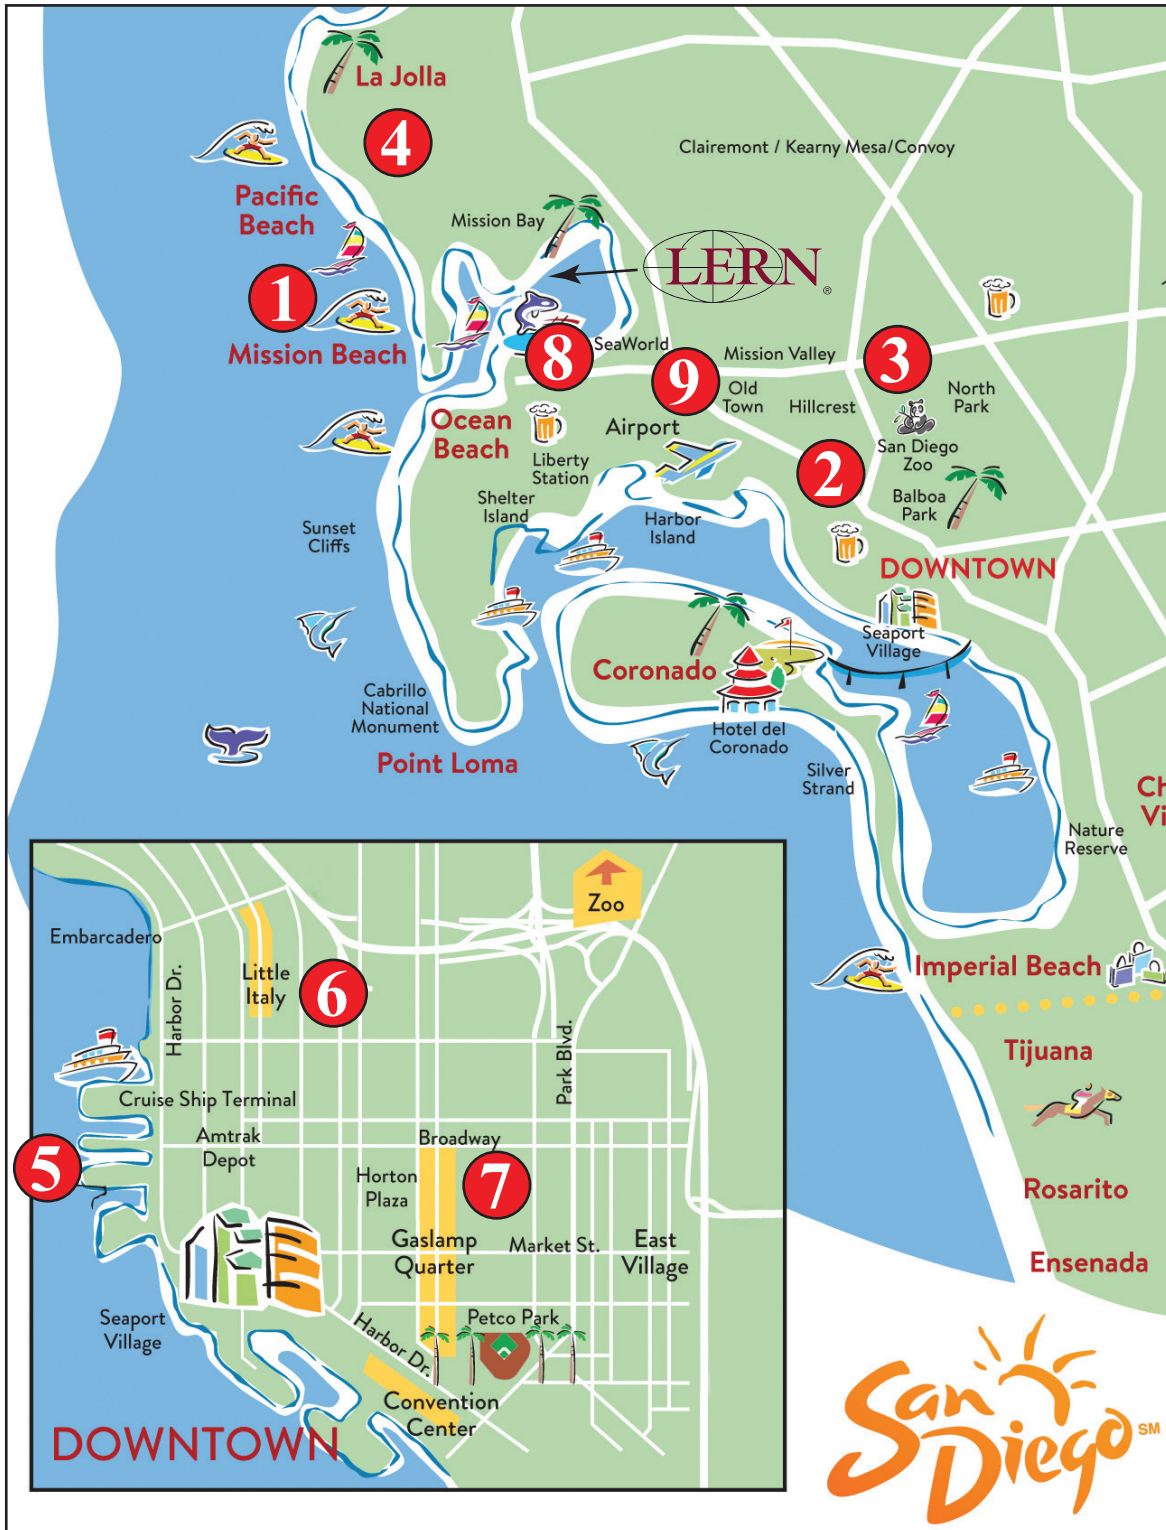 La Jolla
4
Clairemont / Kearny Mesa/Convoy
Pacific
Beach
Mission Bay
LERN®
1
Mission Beach
8
SeaWorld
9
Mission Valley
3
Old
Town
Hillcrest
North
Park
Ocean
Beach
Airport
Liberty
Station
San Diego
Zoo
2
Balboa
Park
Shelter
Island
Harbor
Island
Sunset
Cliffs
DOWNTOWN
Seaport
Village
Coronado
Cabrillo
National
Monument
Point Loma
Hotel del
Coronado
Silver
Strand
Ch
Vi
Nature
Reserve
Imperial Beach
Tijuana
Rosarito
Ensenada
Zoo
Embarcadero
Little
Italy
6
Harbor Dr.
Park Blvd.
Cruise Ship Terminal
Amtrak
Depot
Broadway
5
Horton
Plaza
7
Gaslamp
Quarter
Market St.
East
Village
Seaport
Village
Petco Park
Harbor Dr.
Convention
Center
DOWNTOWN
San
Diego SM